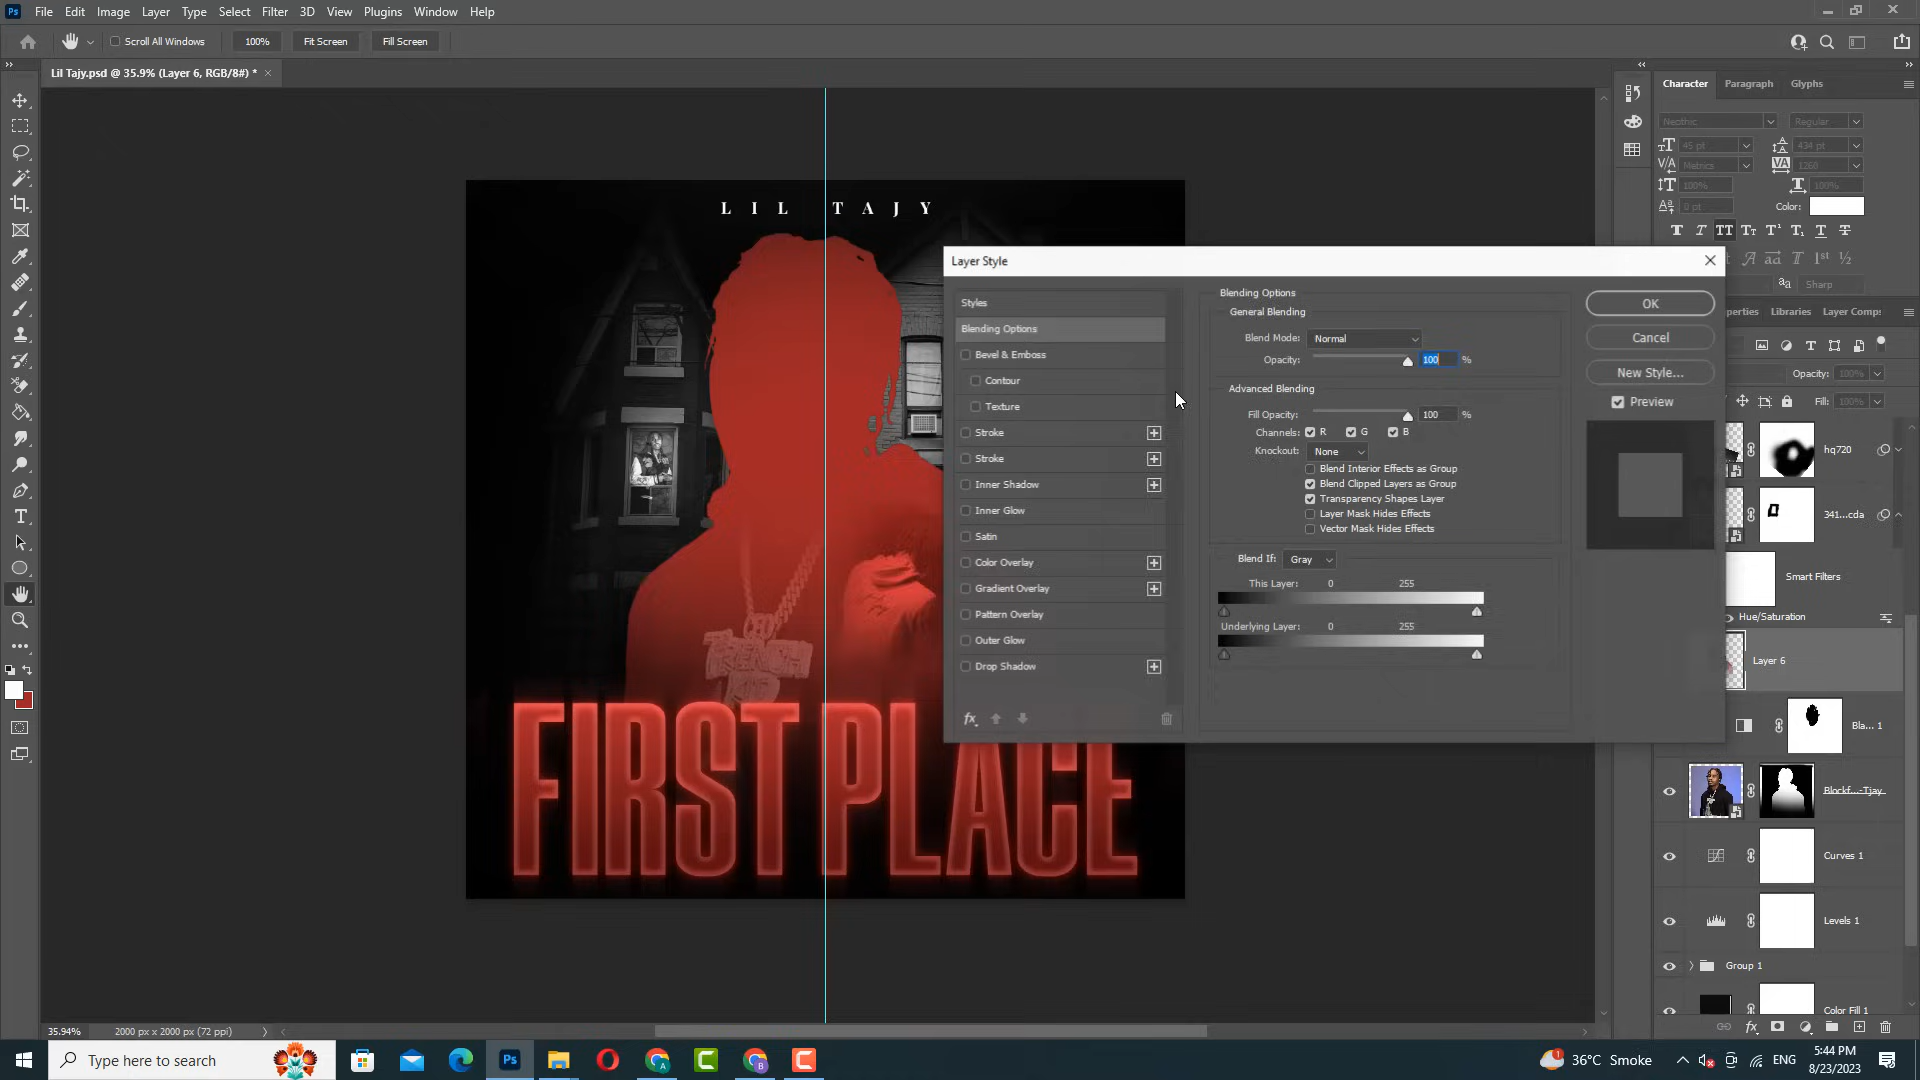 Ps File Edit Image Layer Type Select Filter 3D View Plugins Window Help
Scroll All Windows 100% Fit Screen Fill Screen
Lil Tajy.psd @ 35.9% (Layer 6, RGB/8#) * ×
Character Paragraph Glyphs
Neothic Regular
45 pt 434 pt
Metrics 1260
100% 100%
0 pt Color:
Sharp
LIL TAJY
FIRST PLACE
Layer Style
Styles
Blending Options
Bevel & Emboss
Contour
Texture
Stroke
Stroke
Inner Shadow
Inner Glow
Satin
Color Overlay
Gradient Overlay
Pattern Overlay
Outer Glow
Drop Shadow
fx
Blending Options
General Blending
Blend Mode: Normal
Opacity: 100 %
Advanced Blending
Fill Opacity: 100 %
Channels: R G B
Knockout: None
Blend Interior Effects as Group
Blend Clipped Layers as Group
Transparency Shapes Layer
Layer Mask Hides Effects
Vector Mask Hides Effects
Blend If: Gray
This Layer: 0 255
Underlying Layer: 0 255
OK
Cancel
New Style...
Preview
perties Libraries Layer Comps
Opacity: 100%
Fill: 100%
hq720
341...cda
Smart Filters
Hue/Saturation
Layer 6
Bla... 1
Blockf...-Tjay
Curves 1
Levels 1
Group 1
Color Fill 1
35.94% 2000 px x 2000 px (72 ppi)
Type here to search
36°C Smoke
ENG
5:44 PM
8/23/2023